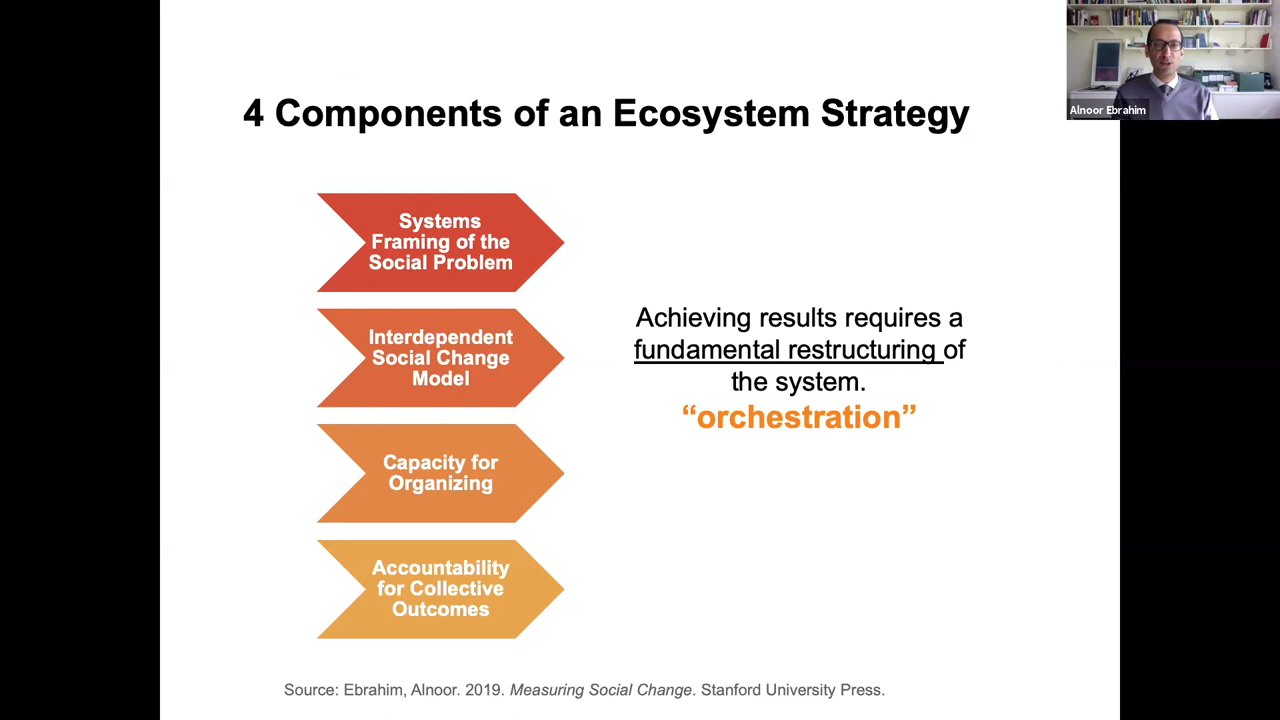 Alnoor Ebrahim
4 Components of an Ecosystem Strategy
Systems
Framing of the
Social Problem
Interdependent
Social Change
Model
Capacity for
Organizing
Accountability
for Collective
Outcomes
Achieving results requires a
fundamental restructuring of
the system.
“orchestration”
Source: Ebrahim, Alnoor. 2019. Measuring Social Change. Stanford University Press.